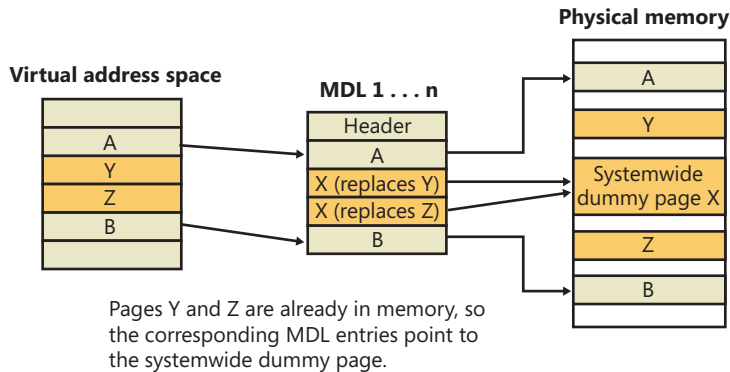 Physical memory
Virtual address space
MDL 1 . . . n
A
Y
Z
B
Header
A
X (replaces Y)
X (replaces Z)
B
A
Y
Systemwide
dummy page X
Z
B
Pages Y and Z are already in memory, so
the corresponding MDL entries point to
the systemwide dummy page.